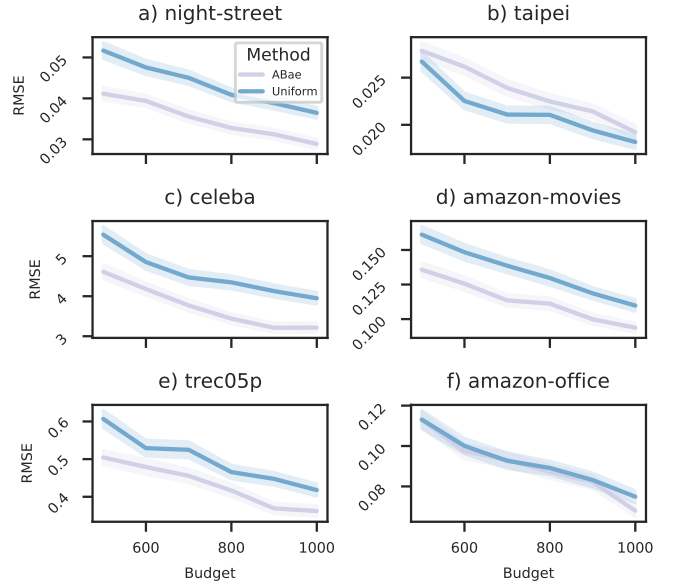 a) night-street
b) taipei
RMSE
0.05
0.04
0.03
Method
ABae
Uniform
0.025
0.020
c) celeba
d) amazon-movies
RMSE
5
4
3
0.150
0.125
0.100
e) trec05p
f) amazon-office
RMSE
0.6
0.5
0.4
0.12
0.10
0.08
600
800
1000
600
800
1000
Budget
Budget